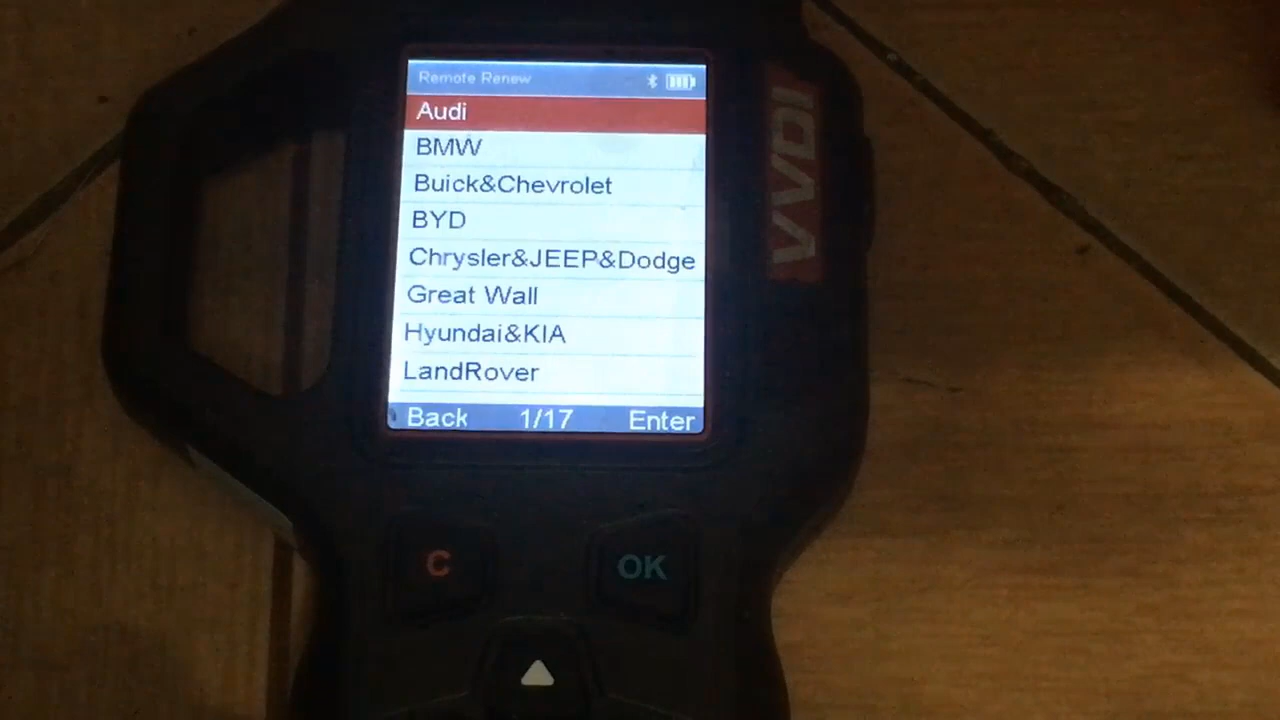 Remote Renew
Audi
BMW
Buick&Chevrolet
BYD
Chrysler&JEEP&Dodge
Great Wall
Hyundai&KIA
LandRover
Back 1/17 Enter
VVDI
C OK